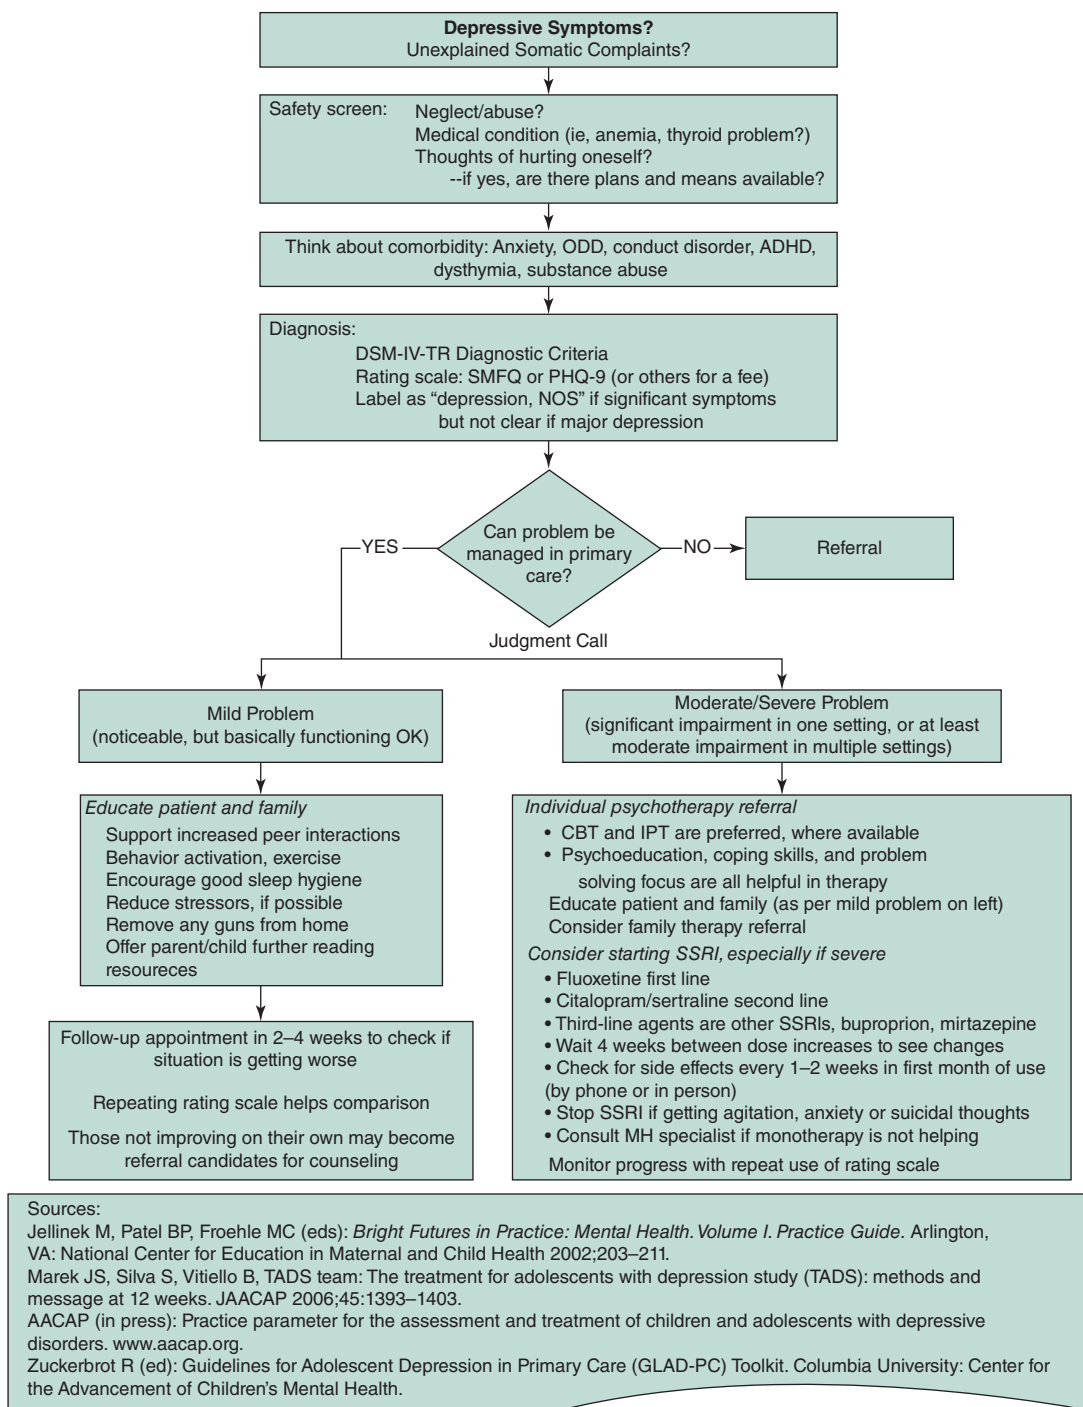 Depressive Symptoms?
Unexplained Somatic Complaints?
Safety screen: Neglect/abuse?
Medical condition (ie, anemia, thyroid problem?)
Thoughts of hurting oneself?
--if yes, are there plans and means available?
Think about comorbidity: Anxiety, ODD, conduct disorder, ADHD,
dysthymia, substance abuse
Diagnosis:
DSM-IV-TR Diagnostic Criteria
Rating scale: SMFQ or PHQ-9 (or others for a fee)
Label as “depression, NOS” if significant symptoms
but not clear if major depression
Can problem be
managed in primary
care?
YES
NO
Referral
Judgment Call
Mild Problem
(noticeable, but basically functioning OK)
Educate patient and family
Support increased peer interactions
Behavior activation, exercise
Encourage good sleep hygiene
Reduce stressors, if possible
Remove any guns from home
Offer parent/child further reading
resoureces
Follow-up appointment in 2–4 weeks to check if
situation is getting worse
Repeating rating scale helps comparison
Those not improving on their own may become
referral candidates for counseling
Moderate/Severe Problem
(significant impairment in one setting, or at least
moderate impairment in multiple settings)
Individual psychotherapy referral
• CBT and IPT are preferred, where available
• Psychoeducation, coping skills, and problem
solving focus are all helpful in therapy
Educate patient and family (as per mild problem on left)
Consider family therapy referral
Consider starting SSRI, especially if severe
• Fluoxetine first line
• Citalopram/sertraline second line
• Third-line agents are other SSRIs, buproprion, mirtazepine
• Wait 4 weeks between dose increases to see changes
• Check for side effects every 1–2 weeks in first month of use
(by phone or in person)
• Stop SSRI if getting agitation, anxiety or suicidal thoughts
• Consult MH specialist if monotherapy is not helping
Monitor progress with repeat use of rating scale
Sources:
Jellinek M, Patel BP, Froehle MC (eds): Bright Futures in Practice: Mental Health. Volume I. Practice Guide. Arlington,
VA: National Center for Education in Maternal and Child Health 2002;203–211.
Marek JS, Silva S, Vitiello B, TADS team: The treatment for adolescents with depression study (TADS): methods and
message at 12 weeks. JAACAP 2006;45:1393–1403.
AACAP (in press): Practice parameter for the assessment and treatment of children and adolescents with depressive
disorders. www.aacap.org.
Zuckerbrot R (ed): Guidelines for Adolescent Depression in Primary Care (GLAD-PC) Toolkit. Columbia University: Center for
the Advancement of Children’s Mental Health.